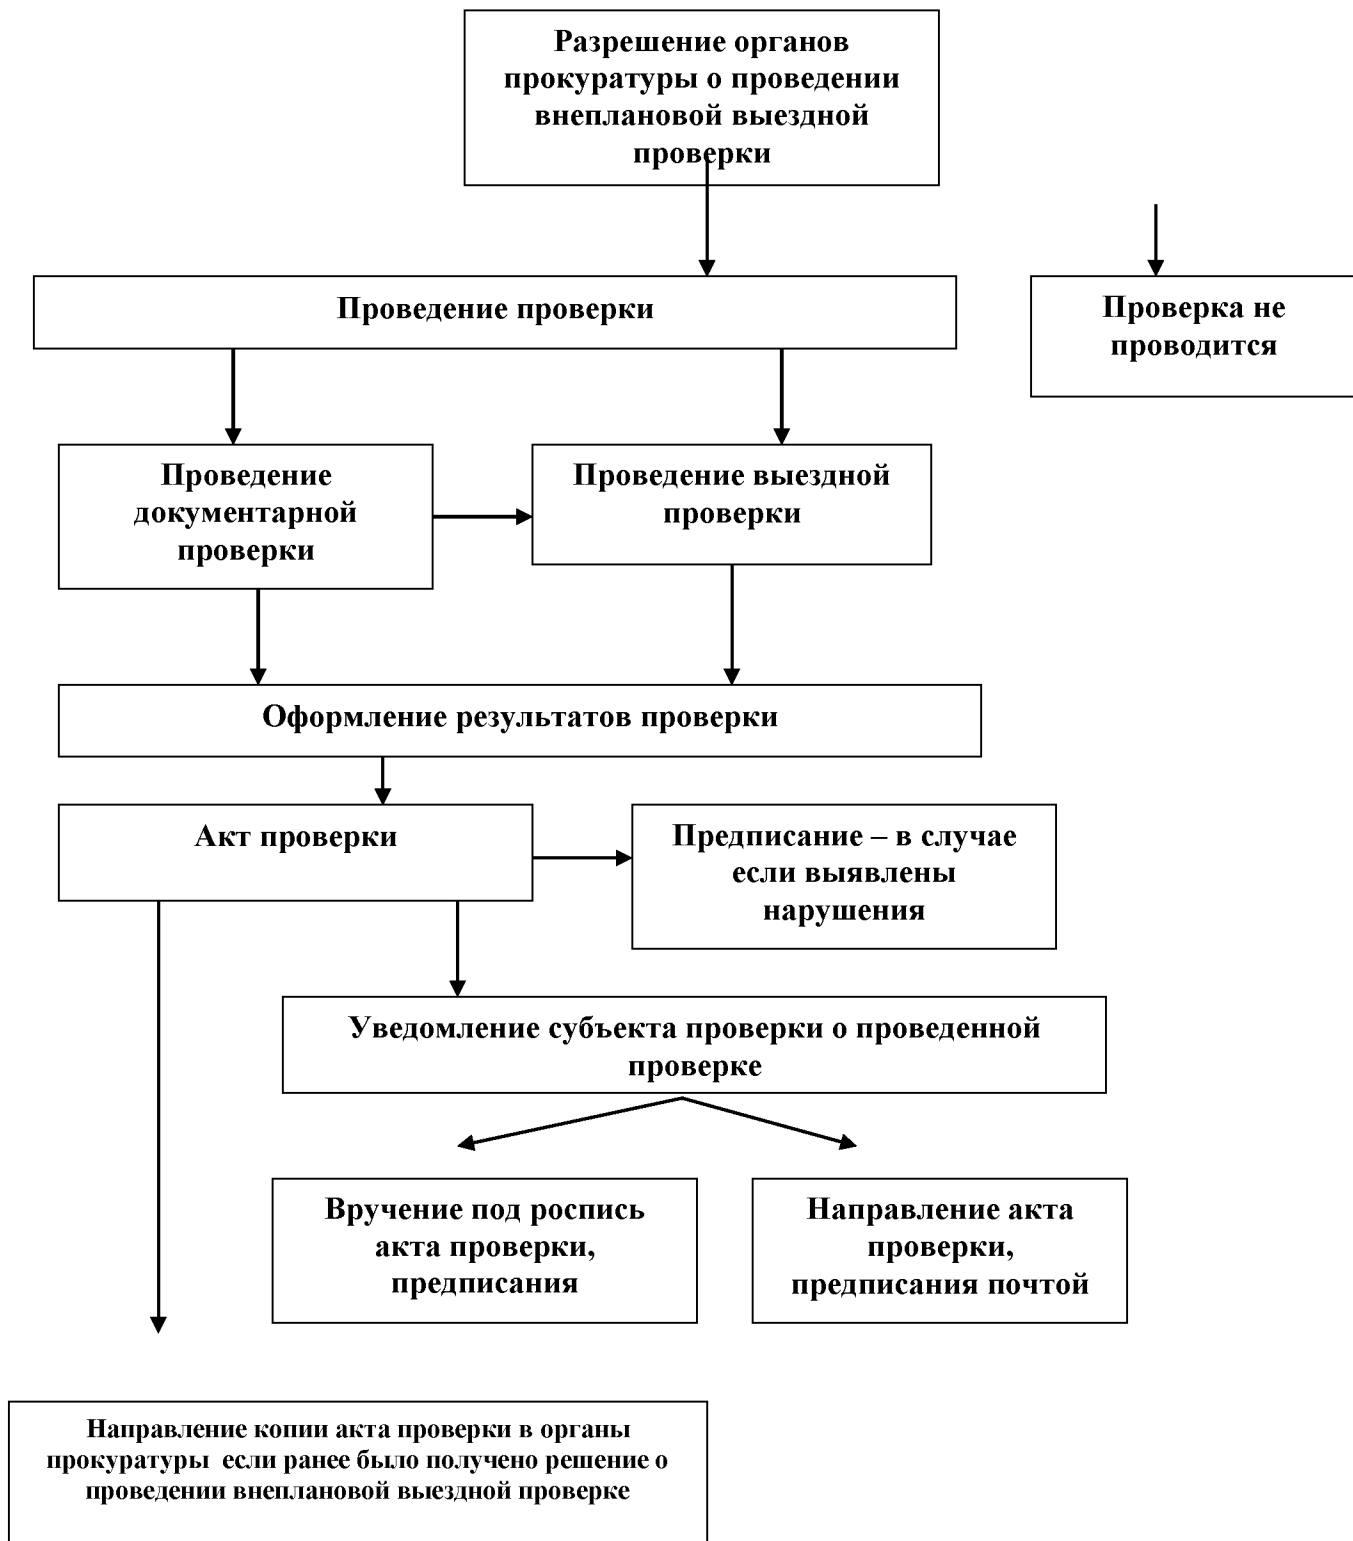 Разрешение органов
прокуратуры о проведении
внеплановой выездной
проверки
Проведение проверки
Проверка не
проводится
Проведение
документарной
проверки
Проведение выездной
проверки
Оформление результатов проверки
Акт проверки
Предписание – в случае
если выявлены
нарушения
Уведомление субъекта проверки о проведенной
проверке
Вручение под роспись
акта проверки,
предписания
Направление акта
проверки,
предписания почтой
Направление копии акта проверки в органы
прокуратуры  если ранее было получено решение о
проведении внеплановой выездной проверке